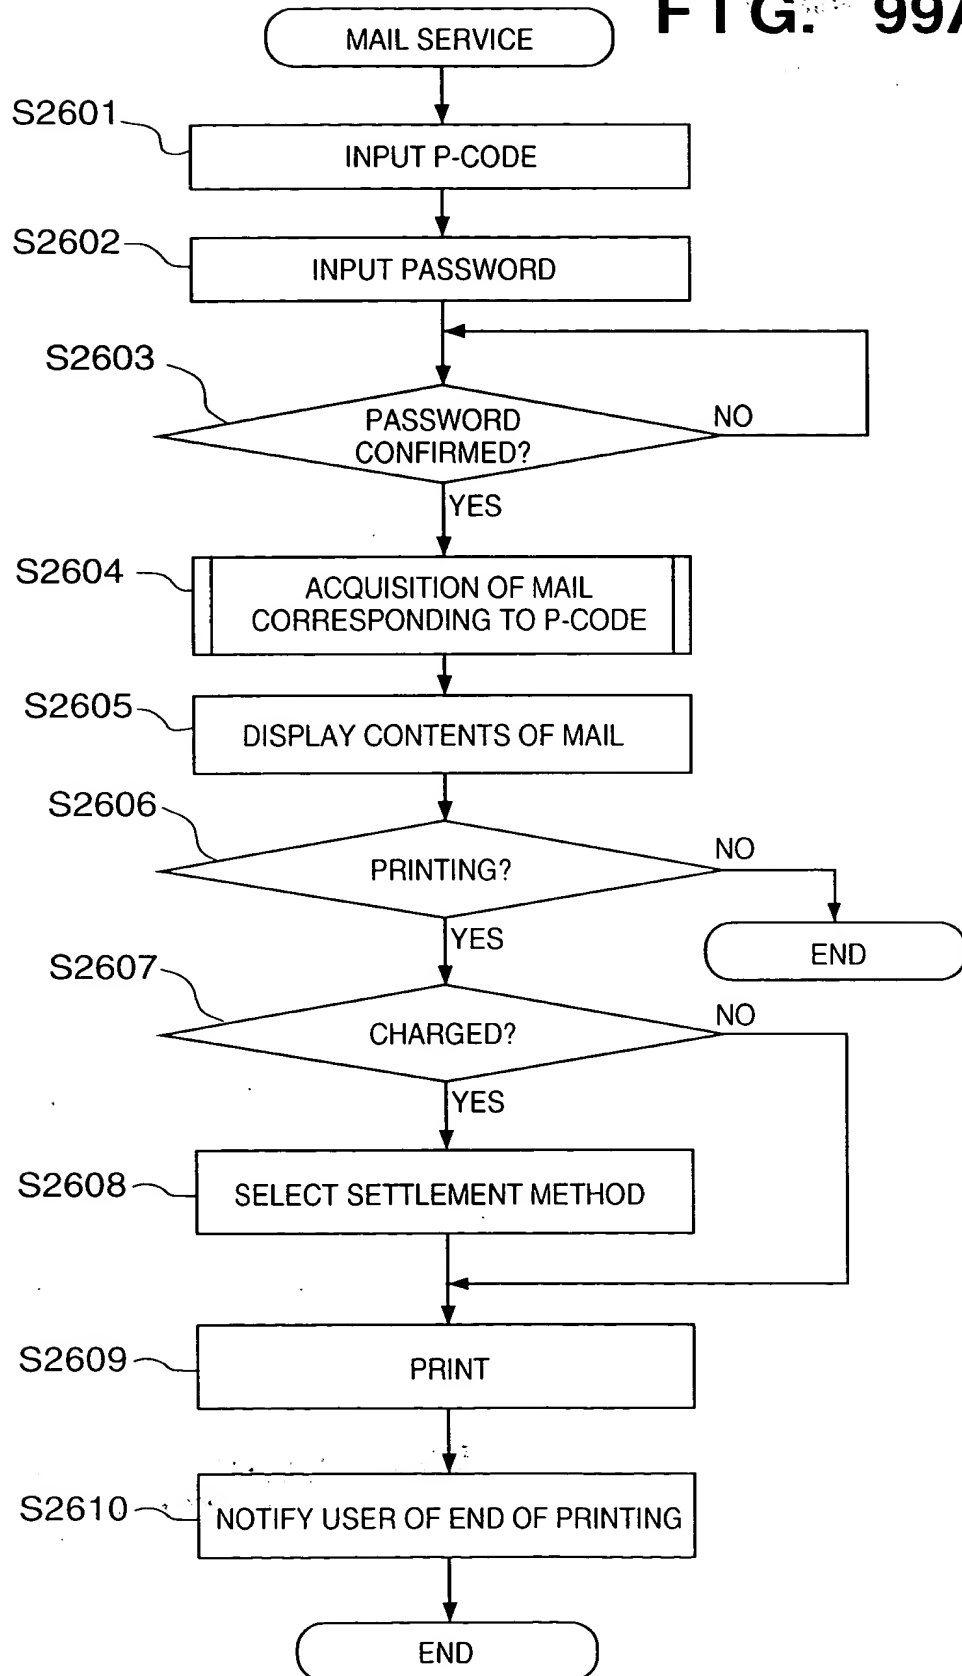 FIG. 99A
MAIL SERVICE
S2601
INPUT P-CODE
S2602
INPUT PASSWORD
S2603
PASSWORD
CONFIRMED?
NO
YES
S2604
ACQUISITION OF MAIL
CORRESPONDING TO P-CODE
S2605
DISPLAY CONTENTS OF MAIL
S2606
PRINTING?
NO
YES
END
S2607
CHARGED?
NO
YES
S2608
SELECT SETTLEMENT METHOD
S2609
PRINT
S2610
NOTIFY USER OF END OF PRINTING
END